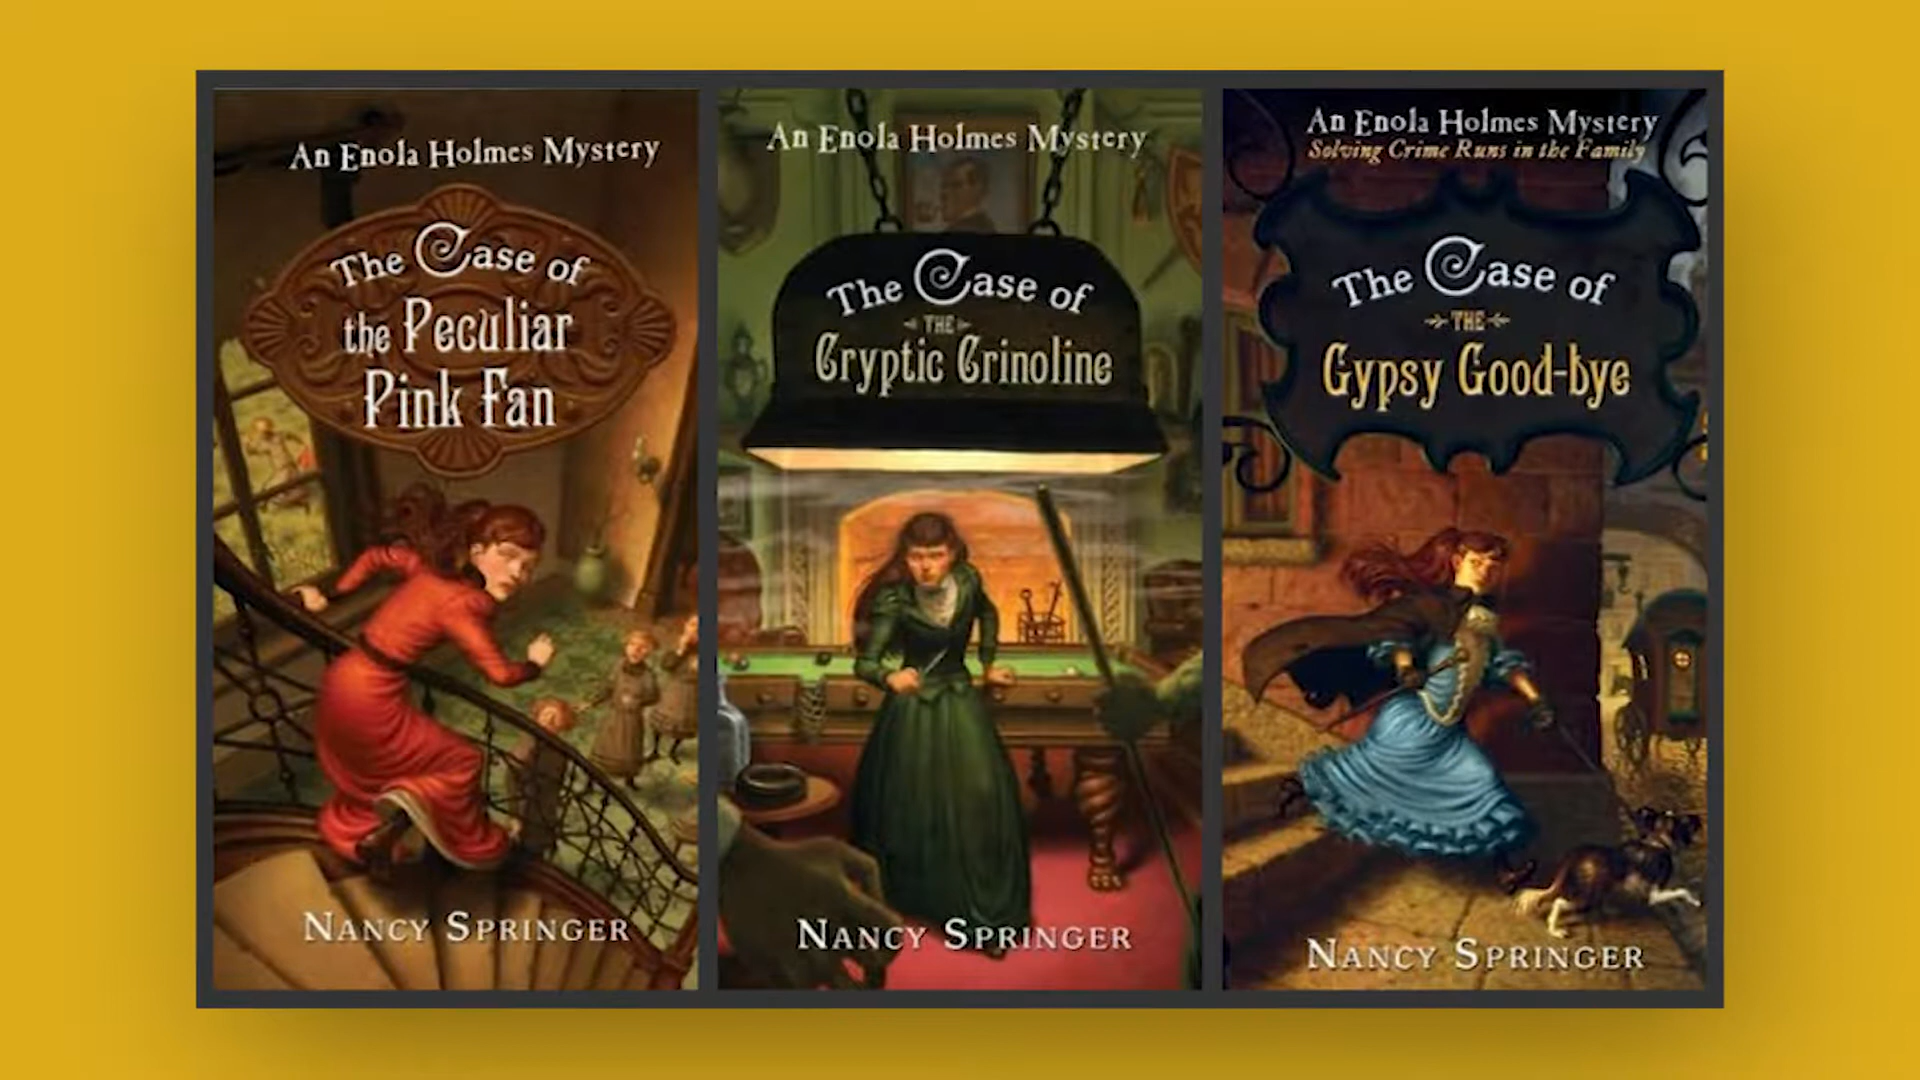 An Enola Holmes Mystery
The Case of
the Peculiar
Pink Fan
Nancy Springer
An Enola Holmes Mystery
The Case of
THE
Cryptic Crinoline
Nancy Springer
An Enola Holmes Mystery
Solving Crime Runs in the Family
The Case of
THE
Gypsy Good-bye
Nancy Springer